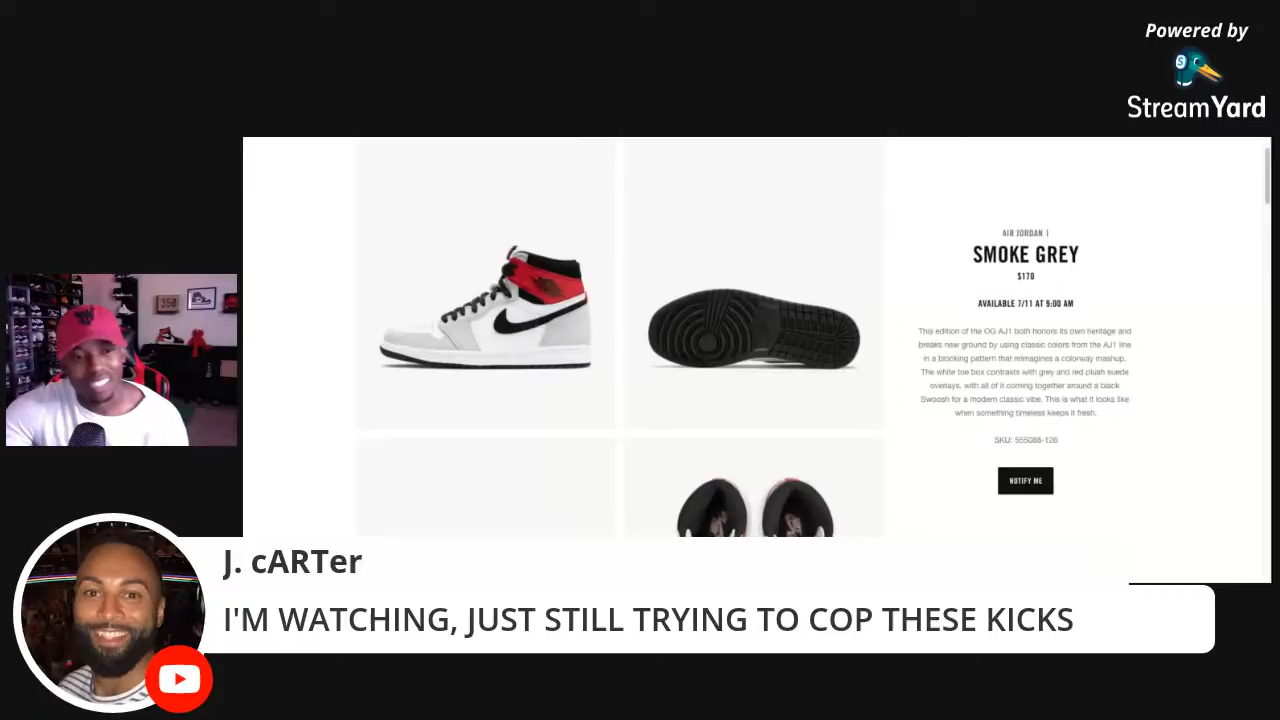 Powered by
StreamYard
AIR JORDAN 1
SMOKE GREY
$170
AVAILABLE 7/11 AT 9:00 AM
This edition of the OG AJ1 both honors its own heritage and
breaks new ground by using classic colors from the AJ1 line
in a blocking pattern that reimagines a colorway mashup.
The white toe box contrasts with grey and red plush suede
overlays, with all of it coming together around a black
Swoosh for a modern classic vibe. This is what it looks like
when something timeless keeps it fresh.
SKU: 555088-126
NOTIFY ME
350
J. cARTer
I'M WATCHING, JUST STILL TRYING TO COP THESE KICKS